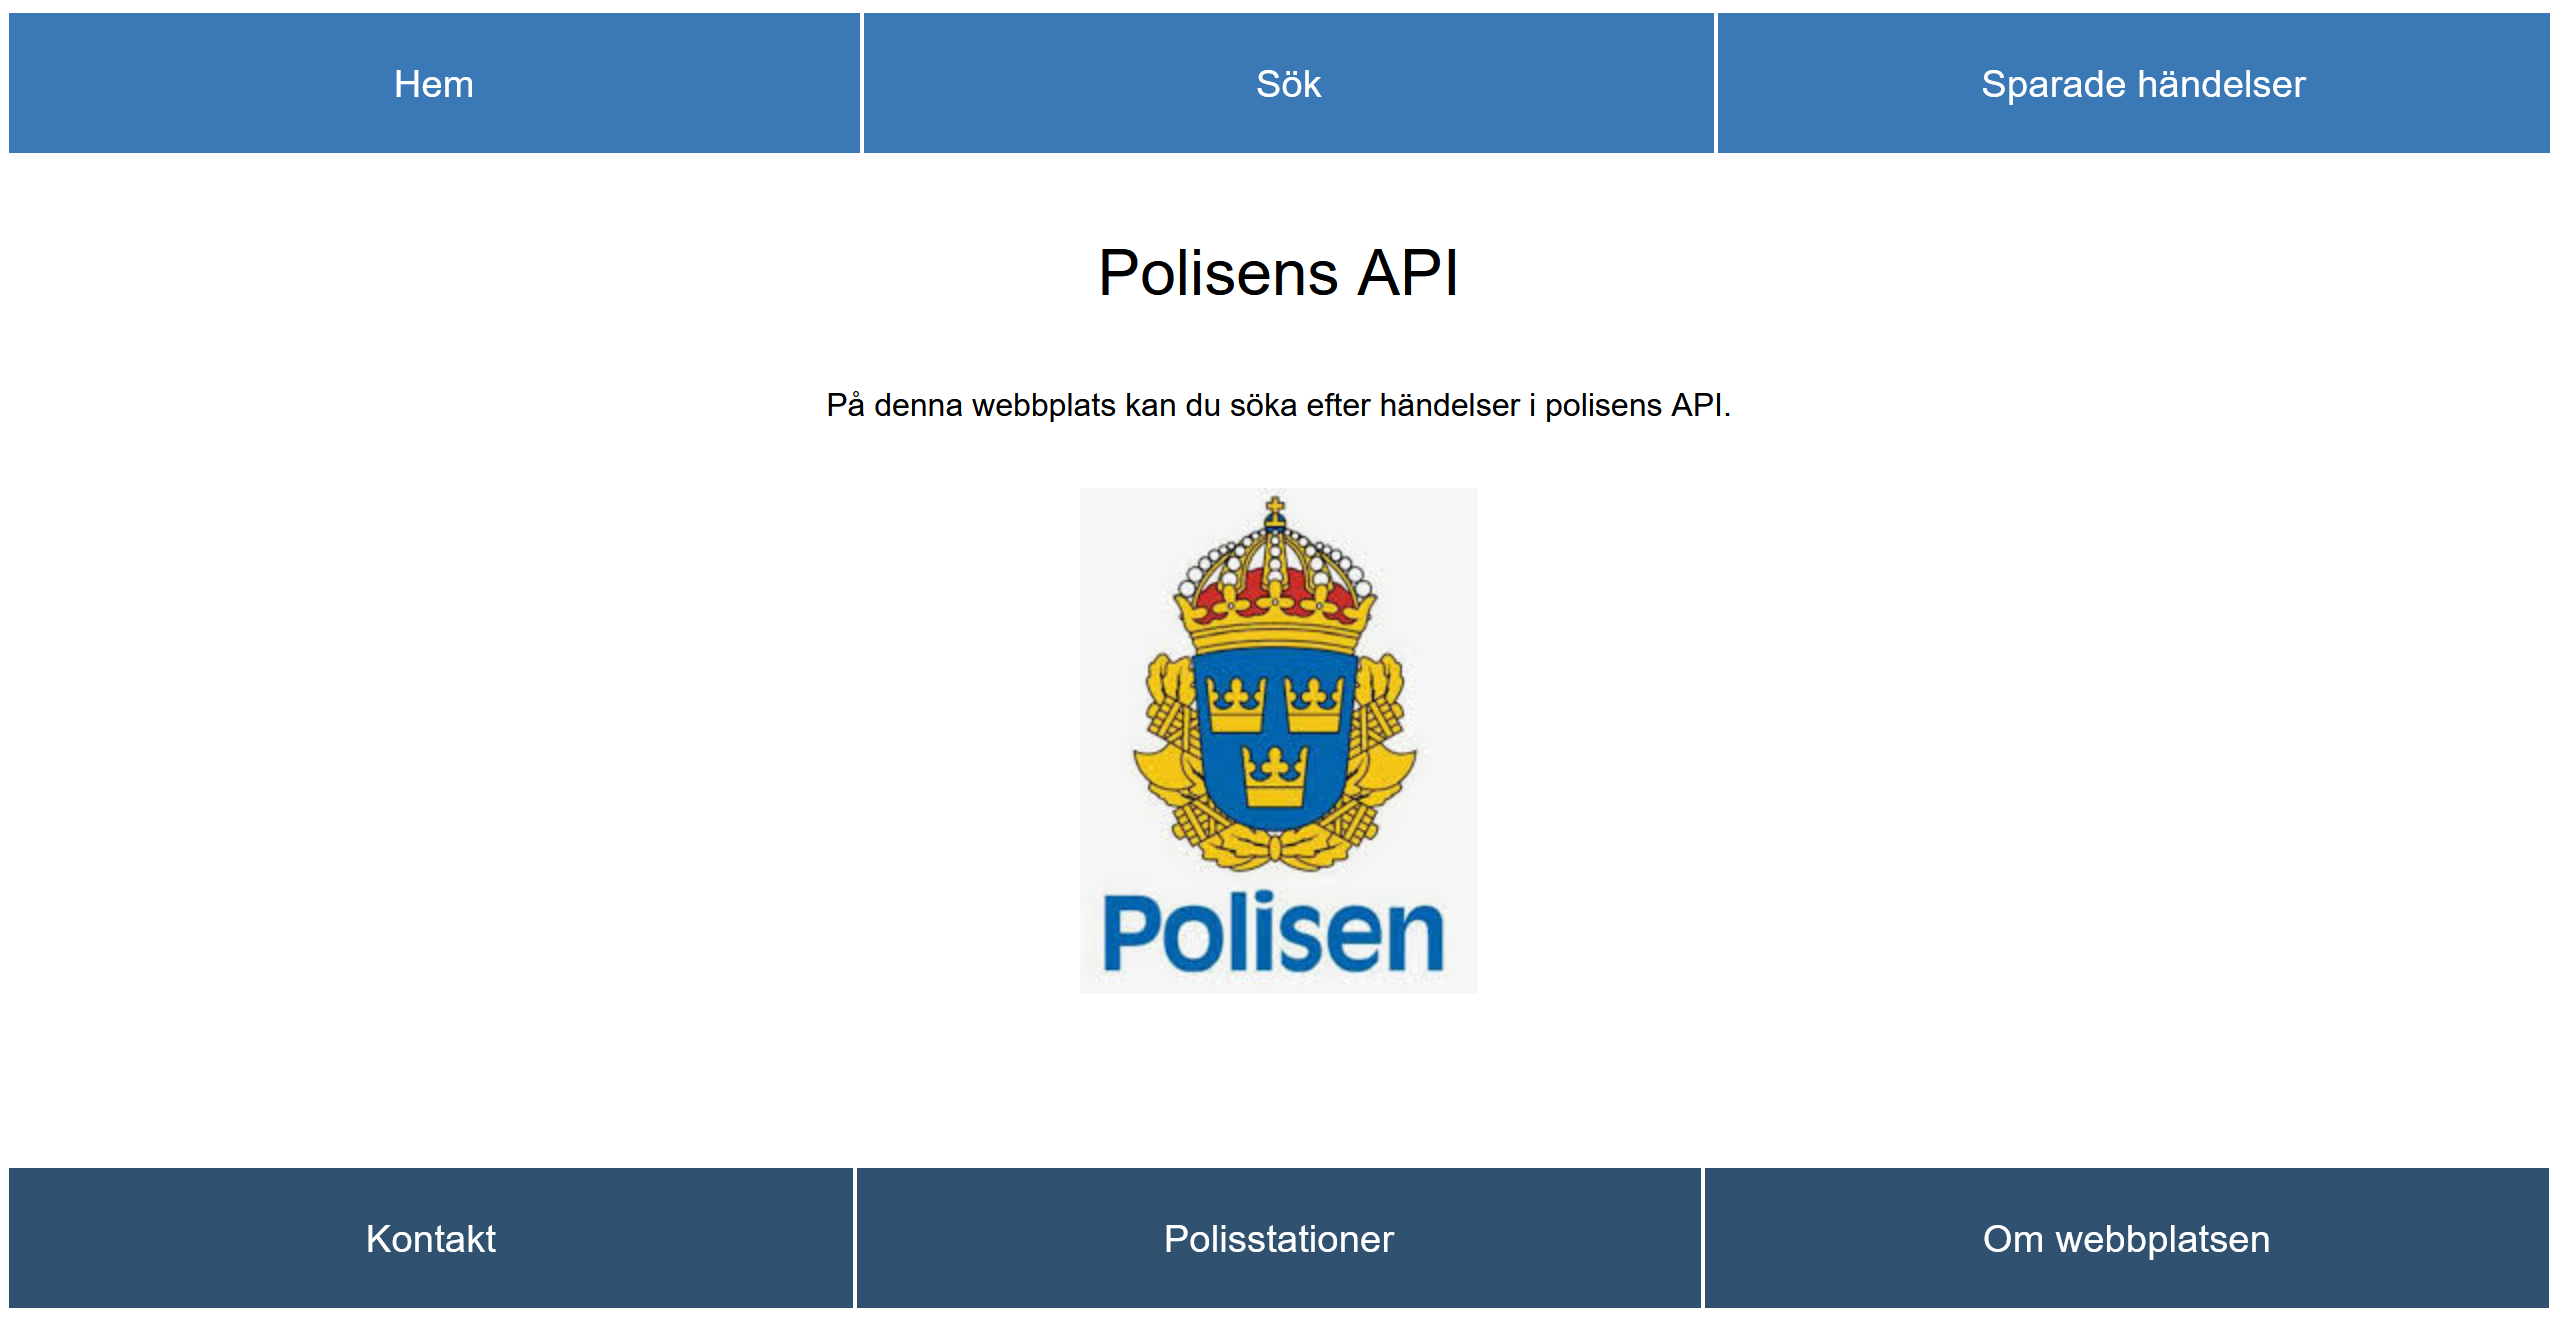 Hem
Sök
Sparade händelser
Polisens API
På denna webbplats kan du söka efter händelser i polisens API.
Polisen
Kontakt
Polisstationer
Om webbplatsen